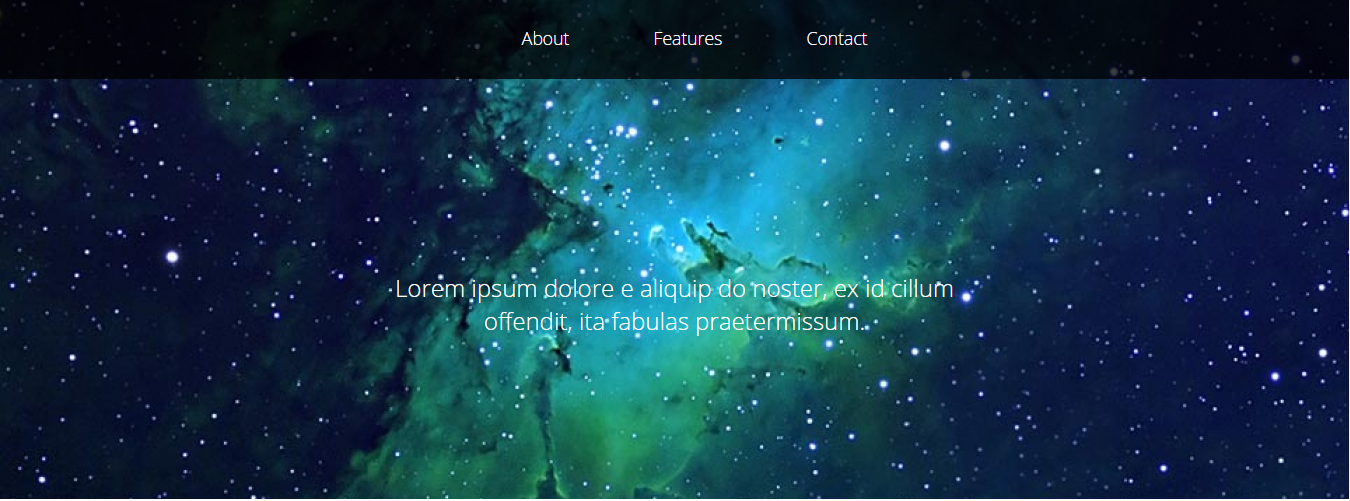 About Features Contact
Lorem ipsum dolore e aliquip do noster, ex id cillum
offendit, ita fabulas praetermissum.